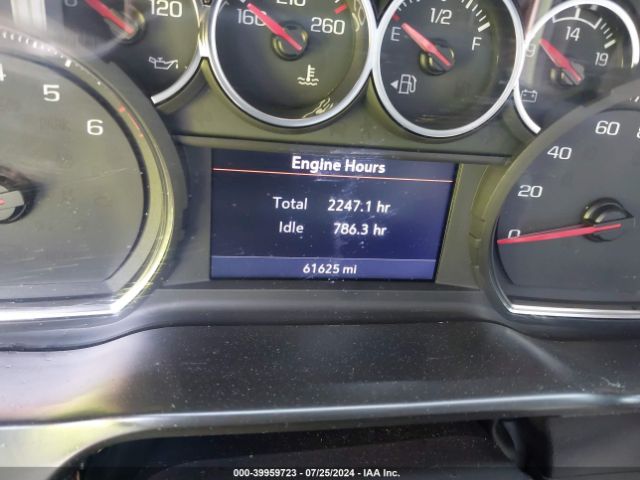 120
160 210 260
E 1/2 F
14
19
4
5
6
Engine Hours
Total 2247.1 hr
Idle 786.3 hr
61625 mi
0
20
40
60
000-39959723 - 07/25/2024 - IAA Inc.